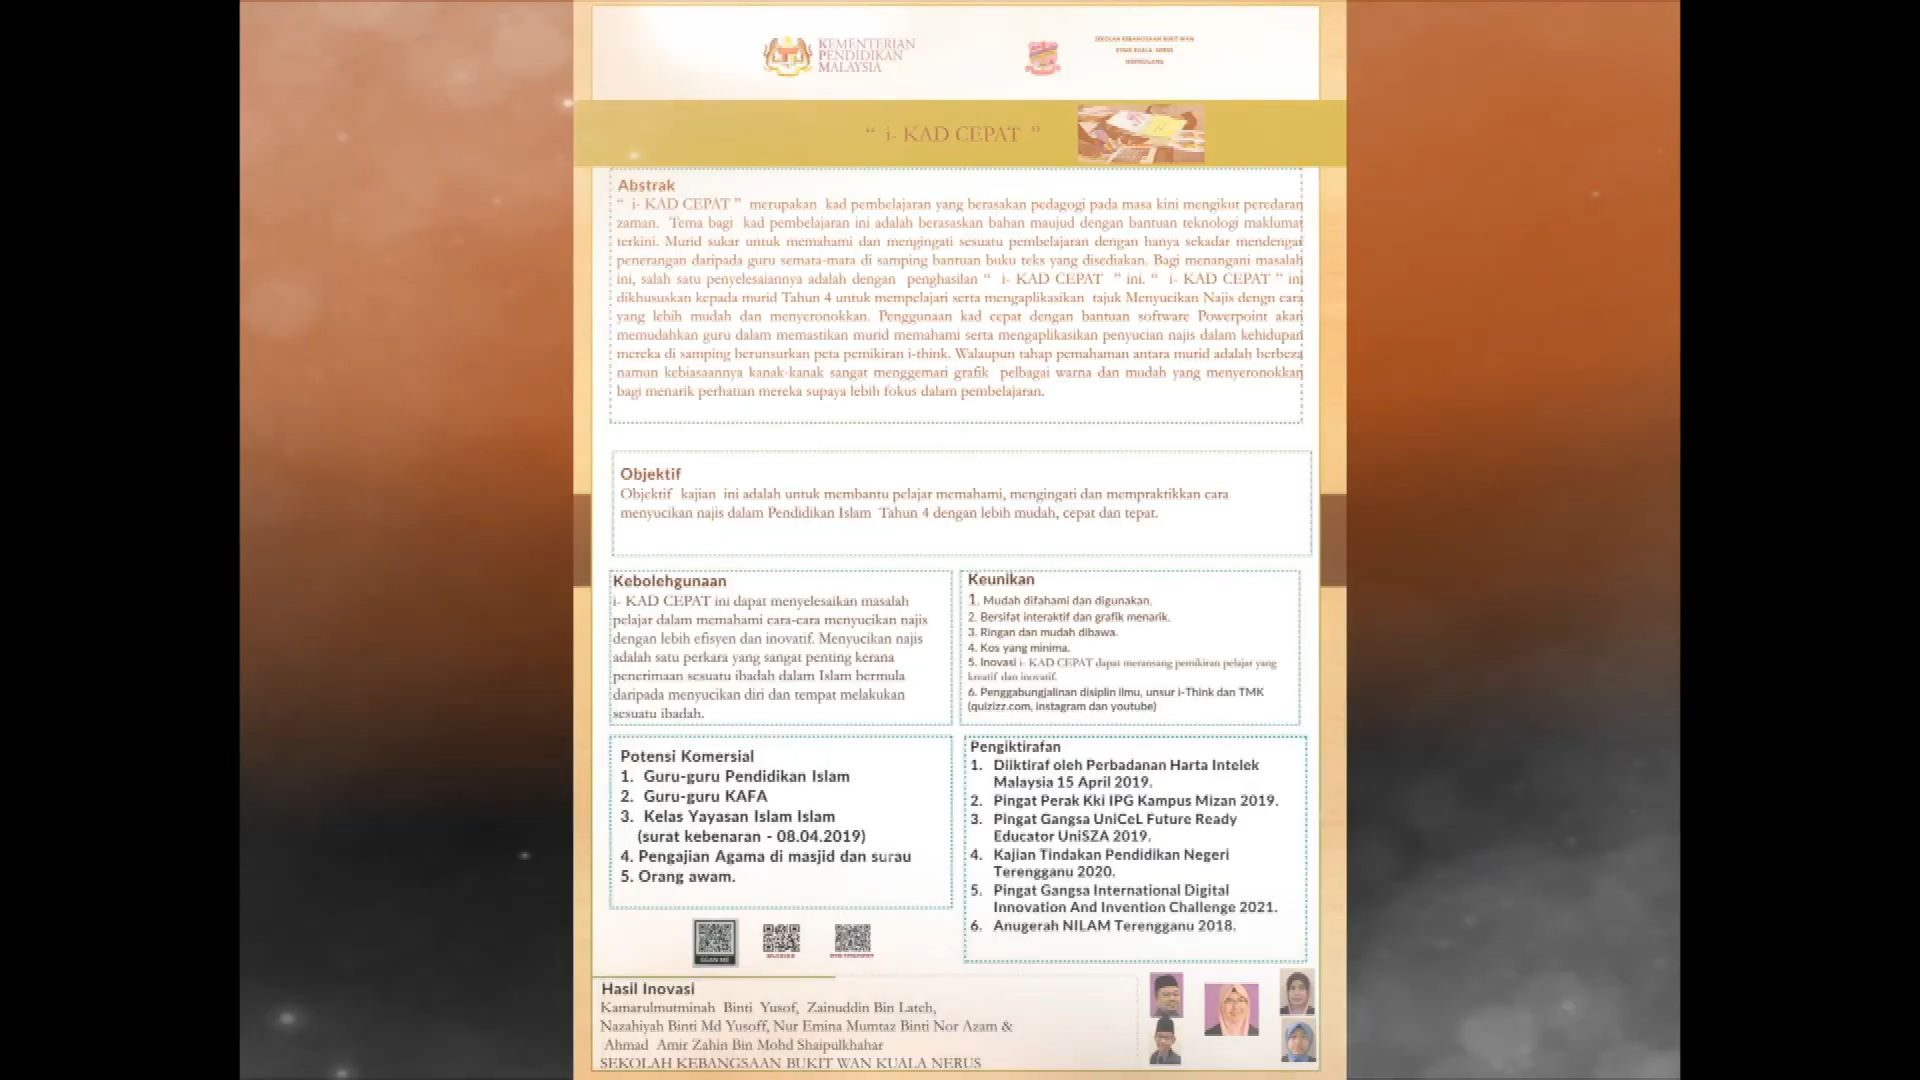 KEMENTERIAN
PENDIDIKAN
MALAYSIA
SEKOLAH KEBANGSAAN BUKIT WAN
KUALA NERUS
TERENGGANU
“ i- KAD CEPAT ”
Abstrak
“ i- KAD CEPAT ” merupakan kad pembelajaran yang berasakan pedagogi pada masa kini mengikut peredaran
zaman. Tema bagi kad pembelajaran ini adalah berasaskan bahan maujud dengan bantuan teknologi maklumat
terkini. Murid sukar untuk memahami dan mengingati sesuatu pembelajaran dengan hanya sekadar mendengar
penerangan daripada guru semata-mata di samping bantuan buku teks yang disediakan. Bagi menangani masalah
ini, salah satu penyelesaiannya adalah dengan penghasilan “ i- KAD CEPAT ” ini. “ i- KAD CEPAT ” ini
dikhususkan kepada murid Tahun 4 untuk mempelajari serta mengaplikasikan tajuk Menyucikan Najis dengn cara
yang lebih mudah dan menyeronokkan. Penggunaan kad cepat dengan bantuan software Powerpoint akan
memudahkan guru dalam memastikan murid memahami serta mengaplikasikan penyucian najis dalam kehidupan
mereka di samping berunsurkan peta pemikiran i-think. Walaupun tahap pemahaman antara murid adalah berbeza
namun kebiasaannya kanak-kanak sangat menggemari grafik pelbagai warna dan mudah yang menyeronokkan
bagi menarik perhatian mereka supaya lebih fokus dalam pembelajaran.
Objektif
Objektif kajian ini adalah untuk membantu pelajar memahami, mengingati dan mempraktikkan cara
menyucikan najis dalam Pendidikan Islam Tahun 4 dengan lebih mudah, cepat dan tepat.
Kebolehgunaan
i- KAD CEPAT ini dapat menyelesaikan masalah
pelajar dalam memahami cara-cara menyucikan najis
dengan lebih efisyen dan inovatif. Menyucikan najis
adalah satu perkara yang sangat penting kerana
penerimaan sesuatu ibadah dalam Islam bermula
daripada menyucikan diri dan tempat melakukan
sesuatu ibadah.
Keunikan
1. Mudah difahami dan digunakan.
2. Bersifat interaktif dan grafik menarik.
3. Ringan dan mudah dibawa.
4. Kos yang minima.
5. Inovasi i- KAD CEPAT dapat meransang pemikiran pelajar yang
kreatif dan inovatif.
6. Penggabungjalinan disiplin ilmu, unsur i-Think dan TMK
(quizizz.com, instagram dan youtube)
Potensi Komersial
1. Guru-guru Pendidikan Islam
2. Guru-guru KAFA
3. Kelas Yayasan Islam Islam
(surat kebenaran - 08.04.2019)
4. Pengajian Agama di masjid dan surau
5. Orang awam.
Pengiktirafan
1. Diiktiraf oleh Perbadanan Harta Intelek
Malaysia 15 April 2019.
2. Pingat Perak Kki IPG Kampus Mizan 2019.
3. Pingat Gangsa UniCeL Future Ready
Educator UniSZA 2019.
4. Kajian Tindakan Pendidikan Negeri
Terengganu 2020.
5. Pingat Gangsa International Digital
Innovation And Invention Challenge 2021.
6. Anugerah NILAM Terengganu 2018.
SCAN ME
Hasil Inovasi
Kamarulmutminah Binti Yusof, Zainuddin Bin Lateh,
Nazahiyah Binti Md Yusoff, Nur Emina Mumtaz Binti Nor Azam &
Ahmad Amir Zahin Bin Mohd Shaipulkhahar
SEKOLAH KEBANGSAAN BUKIT WAN KUALA NERUS